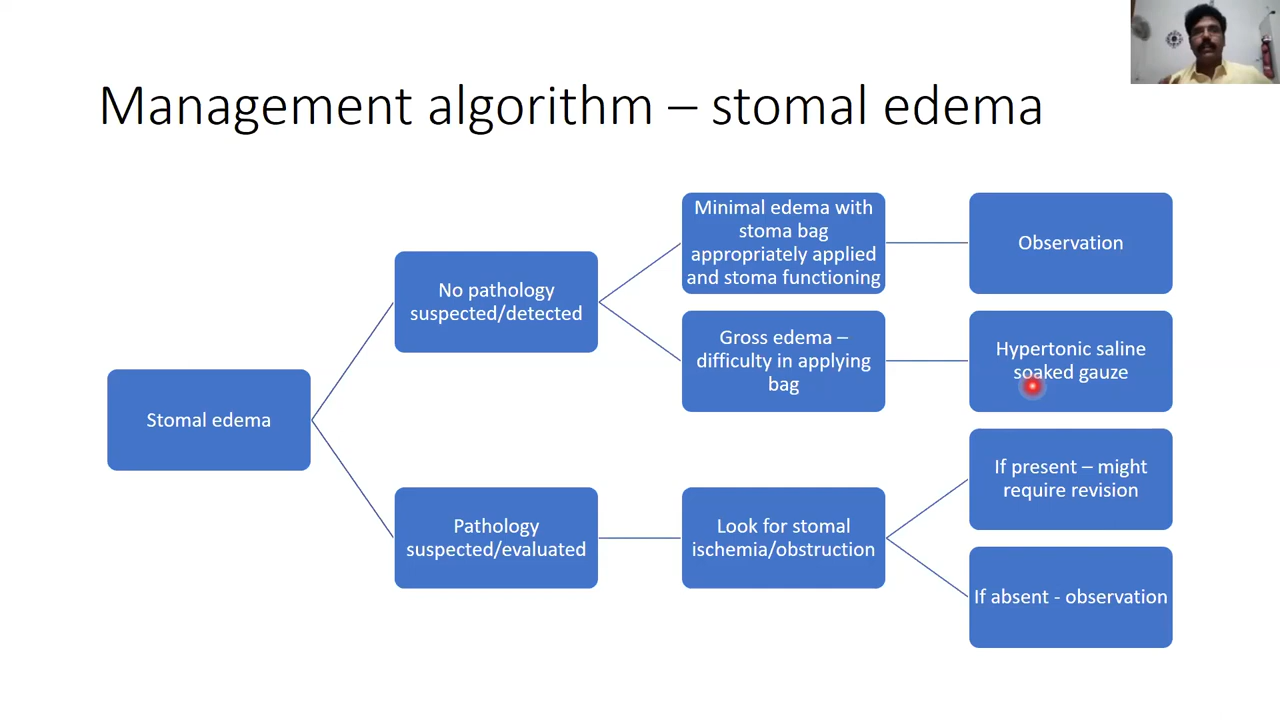 Management algorithm – stomal edema
Minimal edema with
stoma bag
appropriately applied
and stoma functioning
Observation
No pathology
suspected/detected
Gross edema –
difficulty in applying
bag
Hypertonic saline
soaked gauze
Stomal edema
If present – might
require revision
Pathology
suspected/evaluated
Look for stomal
ischemia/obstruction
If absent - observation